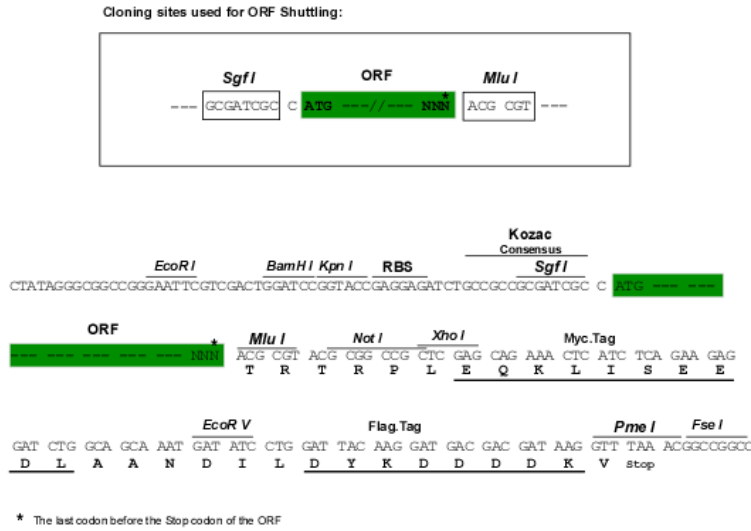 Cloning sites used for ORF Shuttling:
Sgf I ORF Mlu I
--- GCGATCGC C ATG ---//--- NNN* ACG CGT ---
Kozac
Consensus
EcoR I BamH I Kpn I RBS Sgf I
CTATAGGGCGGCCGGGAATTCGTCGACTGGATCCGGTACCGAGGAGATCTGCCGCCGCGATCGC C ATG --- ---
ORF Mlu I Not I Xho I Myc.Tag
--- --- --- --- --- NNN* ACG CGT ACG CGG CCG CTC GAG CAG AAA CTC ATC TCA GAA GAG
T R T R P L E Q K L I S E E
EcoR V Flag.Tag Pme I Fse I
GAT CTG GCA GCA AAT GAT ATC CTG GAT TAC AAG GAT GAC GAC GAT AAG GTT TAA ACGGCCGGCC
D L A A N D I L D Y K D D D D K V Stop
* The last codon before the Stop codon of the ORF